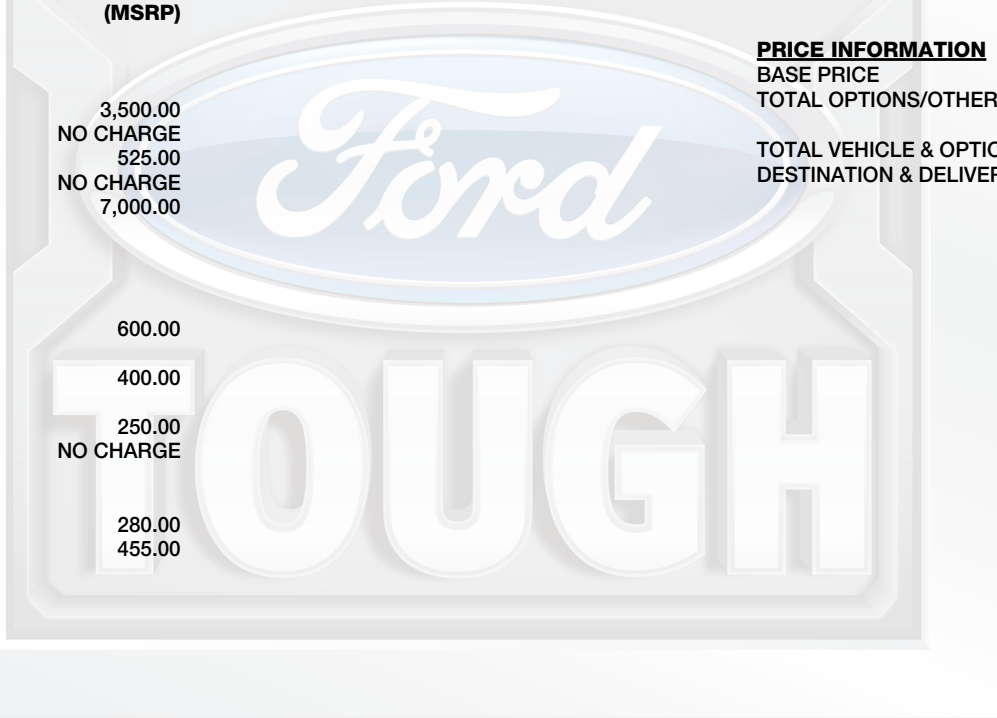 (MSRP)
3,500.00
NO CHARGE
525.00
NO CHARGE
7,000.00
600.00
400.00
250.00
NO CHARGE
280.00
455.00
PRICE INFORMATION
BASE PRICE
TOTAL OPTIONS/OTHER
TOTAL VEHICLE & OPTIO
DESTINATION & DELIVER
Ford
TOUGH